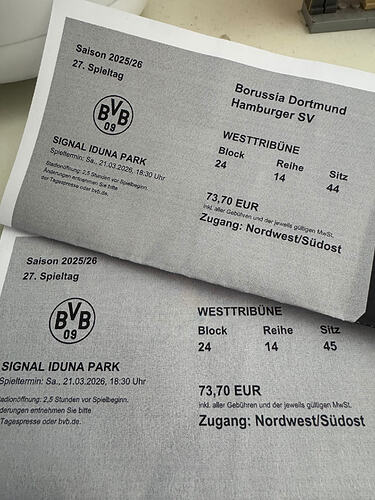 Saison 2025/26
27. Spieltag
BVB
09
SIGNAL IDUNA PARK
Spieltermin: Sa., 21.03.2026, 18:30 Uhr
Stadionöffnung: 2,5 Stunden vor Spielbeginn.
Änderungen entnehmen Sie bitte
der Tagespresse oder bvb.de.
Borussia Dortmund
Hamburger SV
WESTTRIBÜNE
Block Reihe Sitz
24 14 44
73,70 EUR
inkl. aller Gebühren und der jeweils gültigen MwSt.
Zugang: Nordwest/Südost
Saison 2025/26
27. Spieltag
BVB
09
SIGNAL IDUNA PARK
Spieltermin: Sa., 21.03.2026, 18:30 Uhr
Stadionöffnung: 2,5 Stunden vor Spielbeginn.
Änderungen entnehmen Sie bitte
Tagespresse oder bvb.de.
WESTTRIBÜNE
Block Reihe Sitz
24 14 45
73,70 EUR
inkl. aller Gebühren und der jeweils gültigen MwSt.
Zugang: Nordwest/Südost